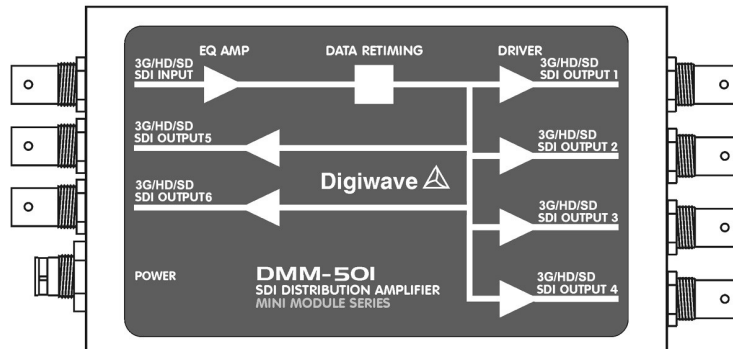 EQ AMP
DATA RETIMING
DRIVER
3G/HD/SD
SDI INPUT
3G/HD/SD
SDI OUTPUT 1
3G/HD/SD
SDI OUTPUT5
3G/HD/SD
SDI OUTPUT 2
3G/HD/SD
SDI OUTPUT6
Digiwave
3G/HD/SD
SDI OUTPUT 3
POWER
DMM-501
SDI DISTRIBUTION AMPLIFIER
MINI MODULE SERIES
3G/HD/SD
SDI OUTPUT 4